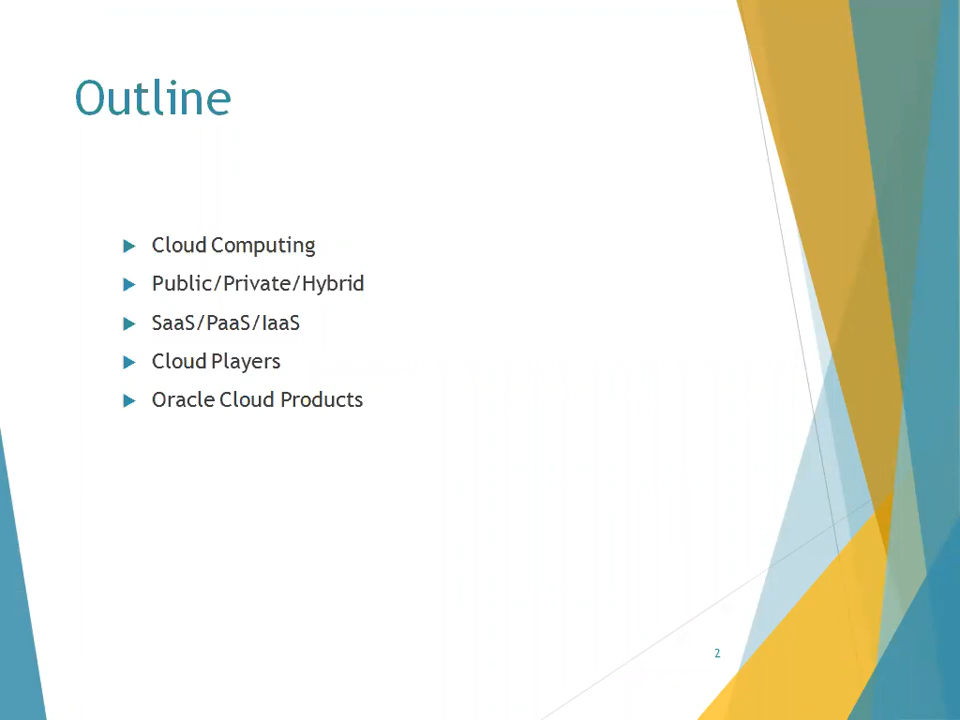 Outline
Cloud Computing
Public/Private/Hybrid
SaaS/PaaS/IaaS
Cloud Players
Oracle Cloud Products
2